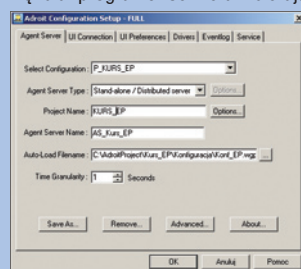 Adroit Configuration Setup - FULL
Agent Server
UI Connection
UI Preferences
Drivers
Eventlog
Service
Select Configuration :
P_KURS_EP
Agent Server Type :
Stand-alone / Distributed server
Options...
Project Name :
KURS_EP
Options...
Agent Server Name :
AS_Kurs_EP
Auto-Load Filename :
C:\AdroitProject\Kurs_EP\Konfiguracja\Konf_EP.wgp
...
Time Granularity :
1
Seconds
Save As...
Remove...
Advanced...
About...
OK
Anuluj
Pomoc